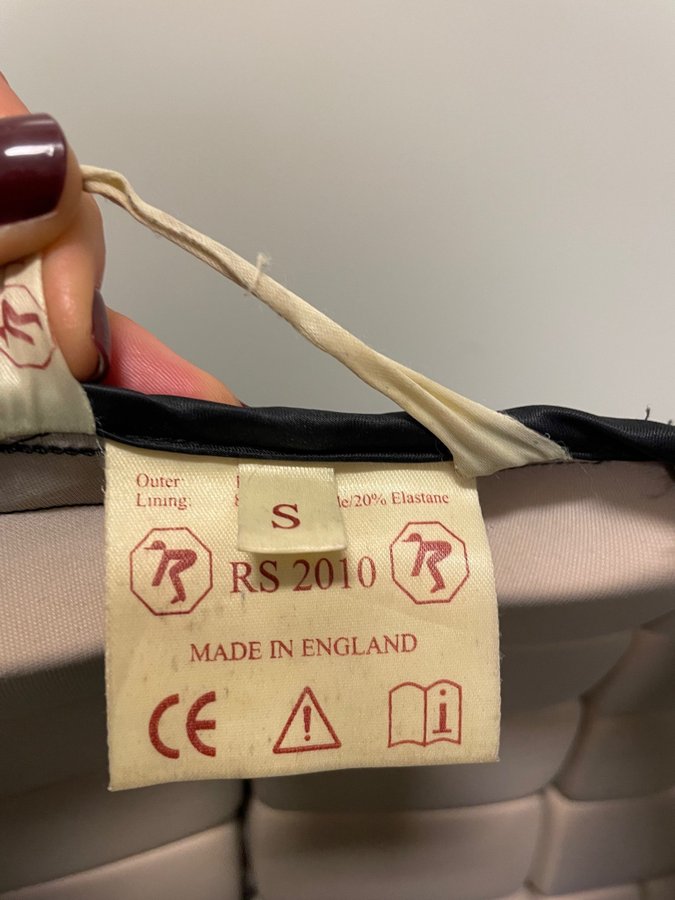 Outer:
Lining: /20% Elastane
S
RS 2010
MADE IN ENGLAND
CE
! i